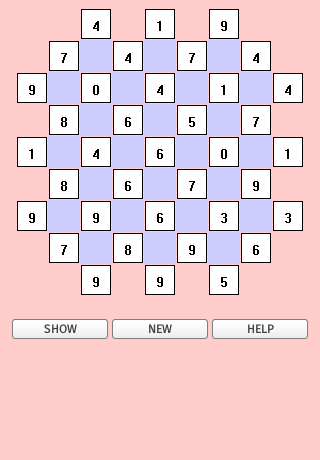 4 1 9
7 4 7 4
9 0 4 1 4
8 6 5 7
1 4 6 0 1
8 6 7 9
9 9 6 3 3
7 8 9 6
9 9 5
SHOW NEW HELP